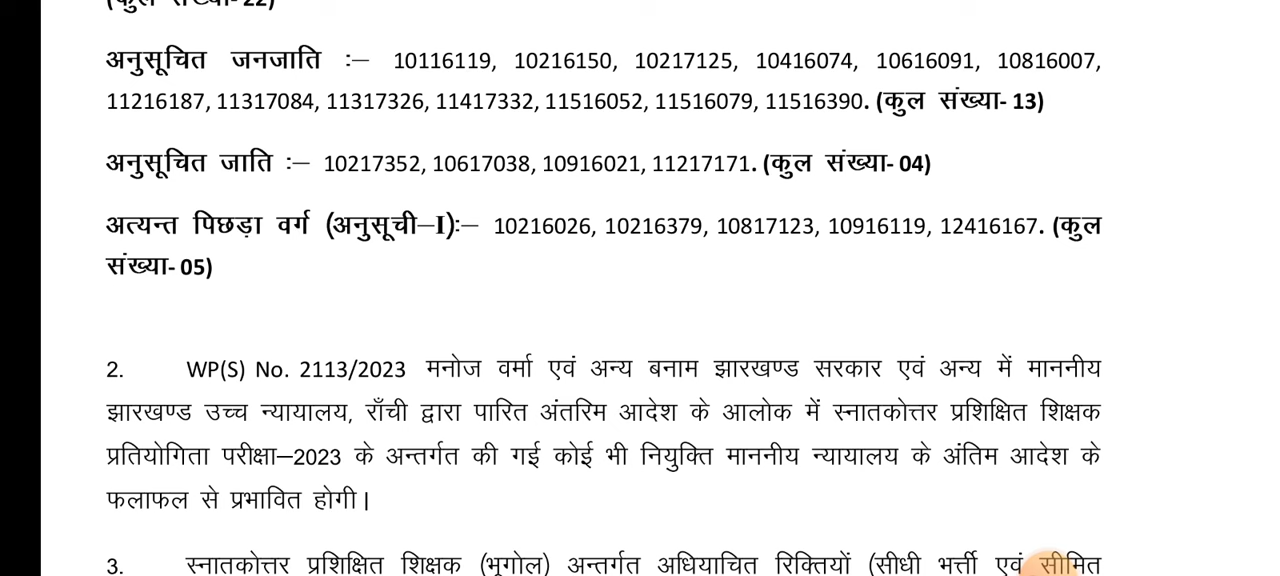 (कुल संख्या-22)
अनुसूचित जनजाति :– 10116119, 10216150, 10217125, 10416074, 10616091, 10816007,
11216187, 11317084, 11317326, 11417332, 11516052, 11516079, 11516390. (कुल संख्या- 13)
अनुसूचित जाति :– 10217352, 10617038, 10916021, 11217171. (कुल संख्या- 04)
अत्यन्त पिछड़ा वर्ग (अनुसूची–I):– 10216026, 10216379, 10817123, 10916119, 12416167. (कुल
संख्या- 05)
2. WP(S) No. 2113/2023 मनोज वर्मा एवं अन्य बनाम झारखण्ड सरकार एवं अन्य में माननीय
झारखण्ड उच्च न्यायालय, राँची द्वारा पारित अंतरिम आदेश के आलोक में स्नातकोत्तर प्रशिक्षित शिक्षक
प्रतियोगिता परीक्षा–2023 के अन्तर्गत की गई कोई भी नियुक्ति माननीय न्यायालय के अंतिम आदेश के
फलाफल से प्रभावित होगी।
3. स्नातकोत्तर प्रशिक्षित शिक्षक (भूगोल) अन्तर्गत अधियाचित रिक्तियों (सीधी भर्त्ती एवं सीमित